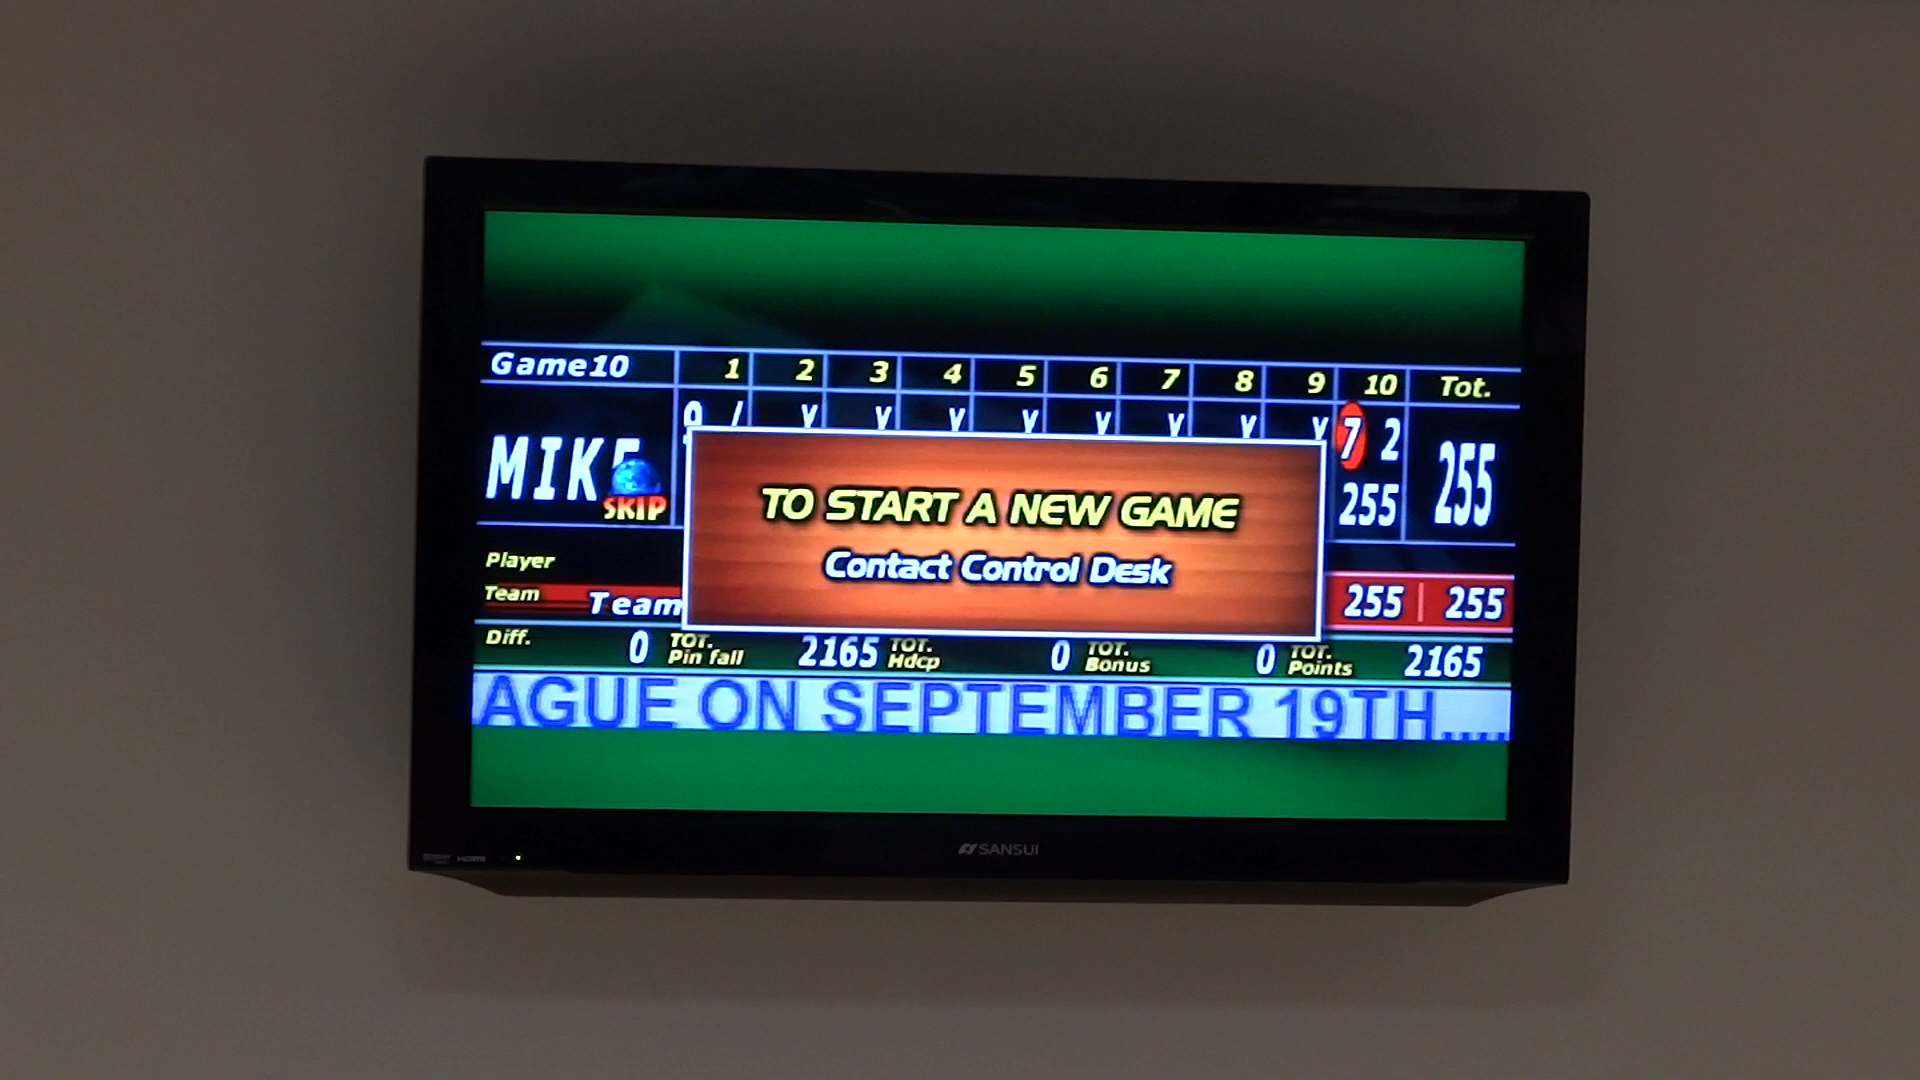 Game10 1 2 3 4 5 6 7 8 9 10 Tot.
9 / 7 2
MIKE 255 255
SKIP
TO START A NEW GAME
Contact Control Desk
Player
Team Team 255 255
Diff. 0 TOT. Pin fall 2165 TOT. Hdcp 0 TOT. Bonus 0 TOT. Points 2165
AGUE ON SEPTEMBER 19TH.....
SANSUI
HDMI